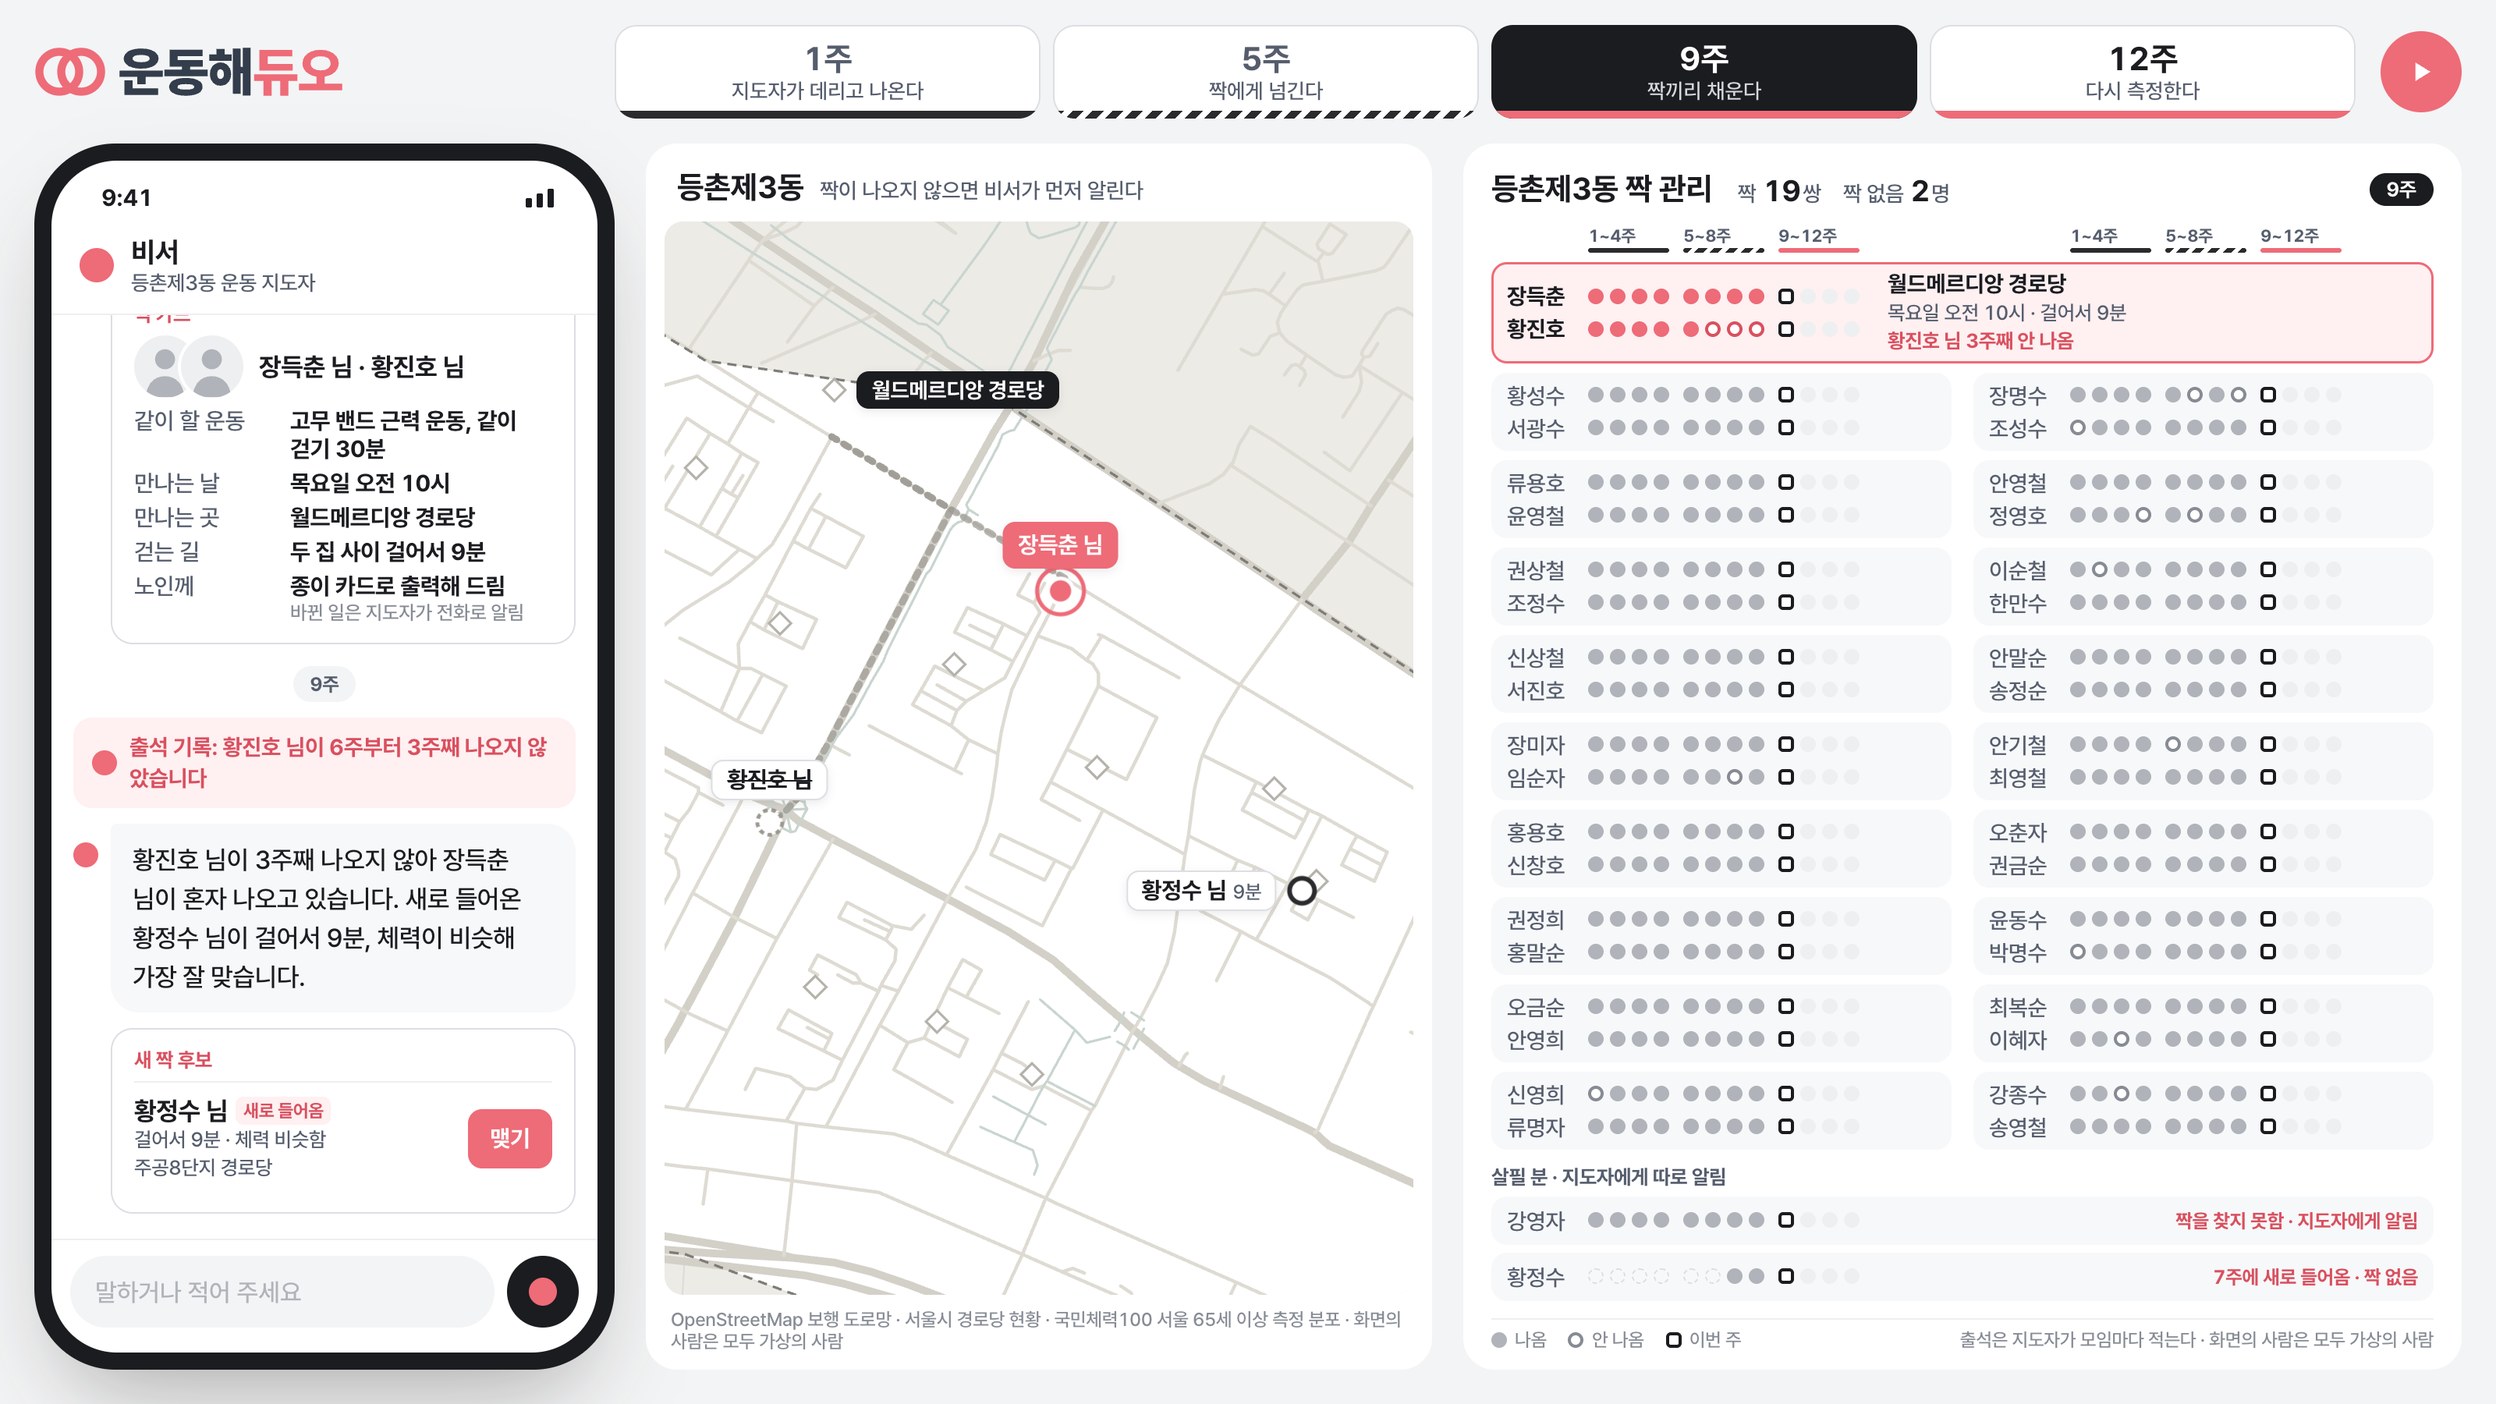 운동해듀오
1주
지도자가 데리고 나온다
5주
짝에게 넘긴다
9주
짝끼리 채운다
12주
다시 측정한다
9:41
비서
등촌제3동 운동 지도자
장득춘 님 · 황진호 님
같이 할 운동
고무 밴드 근력 운동, 같이
걷기 30분
만나는 날
목요일 오전 10시
만나는 곳
월드메르디앙 경로당
걷는 길
두 집 사이 걸어서 9분
노인께
종이 카드로 출력해 드림
바뀐 일은 지도자가 전화로 알림
9주
출석 기록: 황진호 님이 6주부터 3주째 나오지 않
았습니다
황진호 님이 3주째 나오지 않아 장득춘
님이 혼자 나오고 있습니다. 새로 들어온
황정수 님이 걸어서 9분, 체력이 비슷해
가장 잘 맞습니다.
새 짝 후보
황정수 님 새로 들어옴
걸어서 9분 · 체력 비슷함
주공8단지 경로당
맺기
말하거나 적어 주세요
등촌제3동 짝이 나오지 않으면 비서가 먼저 알린다
월드메르디앙 경로당
장득춘 님
황진호 님
황정수 님 9분
OpenStreetMap 보행 도로망 · 서울시 경로당 현황 · 국민체력100 서울 65세 이상 측정 분포 · 화면의
사람은 모두 가상의 사람
등촌제3동 짝 관리 짝 19쌍 짝 없음 2명
9주
1~4주 5~8주 9~12주
1~4주 5~8주 9~12주
장득춘
황진호
월드메르디앙 경로당
목요일 오전 10시 · 걸어서 9분
황진호 님 3주째 안 나옴
황성수
서광수
장명수
조성수
류용호
윤영철
안영철
정영호
권상철
조정수
이순철
한만수
신상철
서진호
안말순
송정순
장미자
임순자
안기철
최영철
홍용호
신창호
오춘자
권금순
권정희
홍말순
윤동수
박명수
오금순
안영희
최복순
이혜자
신영희
류명자
강종수
송영철
살필 분 · 지도자에게 따로 알림
강영자
짝을 찾지 못함 · 지도자에게 알림
황정수
7주에 새로 들어옴 · 짝 없음
나옴 안 나옴 이번 주
출석은 지도자가 모임마다 적는다 · 화면의 사람은 모두 가상의 사람